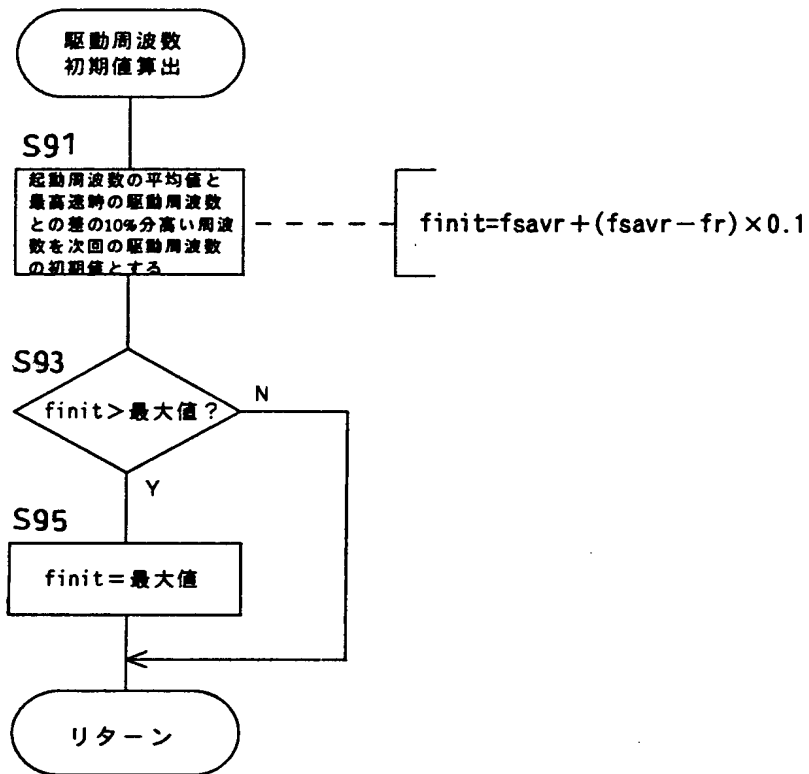 駆動周波数
初期値算出
S91
起動周波数の平均値と
最高速時の駆動周波数
との差の10%分高い周波
数を次回の駆動周波数
の初期値とする
finit=fsavr+(fsavr-fr)×0.1
S93
finit>最大値?
N
Y
S95
finit=最大値
リターン